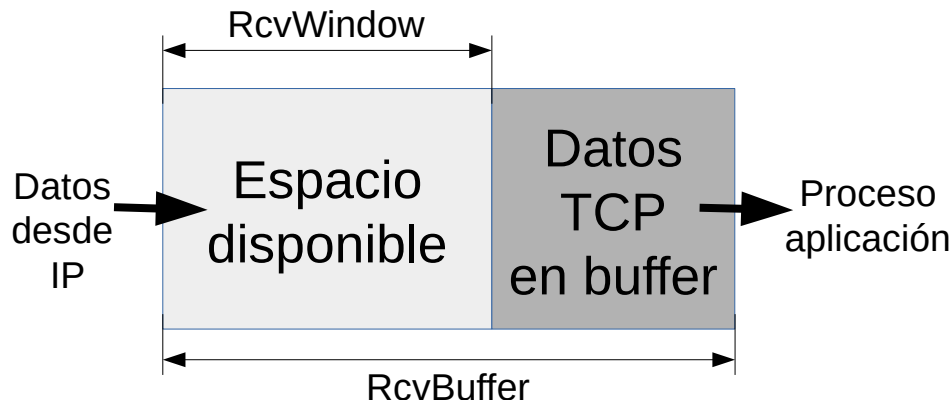 RcvWindow
Datos
desde
IP
Espacio
disponible
Datos
TCP
en buffer
Proceso
aplicación
RcvBuffer